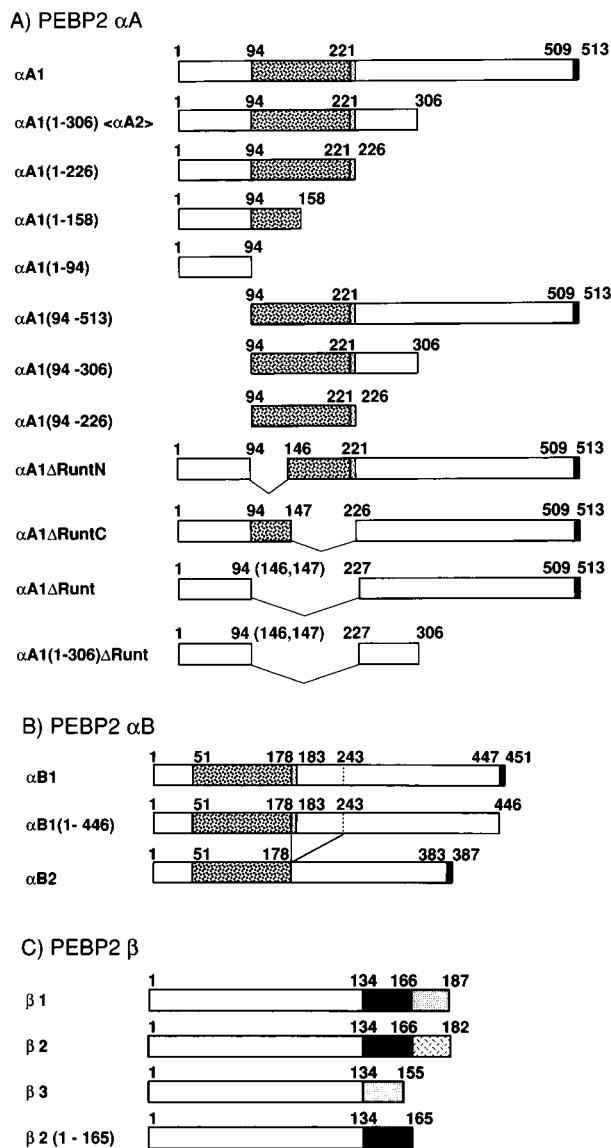 A) PEBP2 αA
1 94 221 509 513
αA1
1 94 221 306
αA1(1-306) <αA2>
1 94 221 226
αA1(1-226)
1 94 158
αA1(1-158)
1 94
αA1(1-94)
94 221 509 513
αA1(94 -513)
94 221 306
αA1(94 -306)
94 221 226
αA1(94 -226)
1 94 146 221 509 513
αA1ΔRuntN
1 94 147 226 509 513
αA1ΔRuntC
1 94 (146,147) 227 509 513
αA1ΔRunt
1 94 (146,147) 227 306
αA1(1-306)ΔRunt
B) PEBP2 αB
1 51 178 183 243 447 451
αB1
1 51 178 183 243 446
αB1(1- 446)
1 51 178 383 387
αB2
C) PEBP2 β
1 134 166 187
β 1
1 134 166 182
β 2
1 134 155
β 3
1 134 165
β 2 (1 - 165)